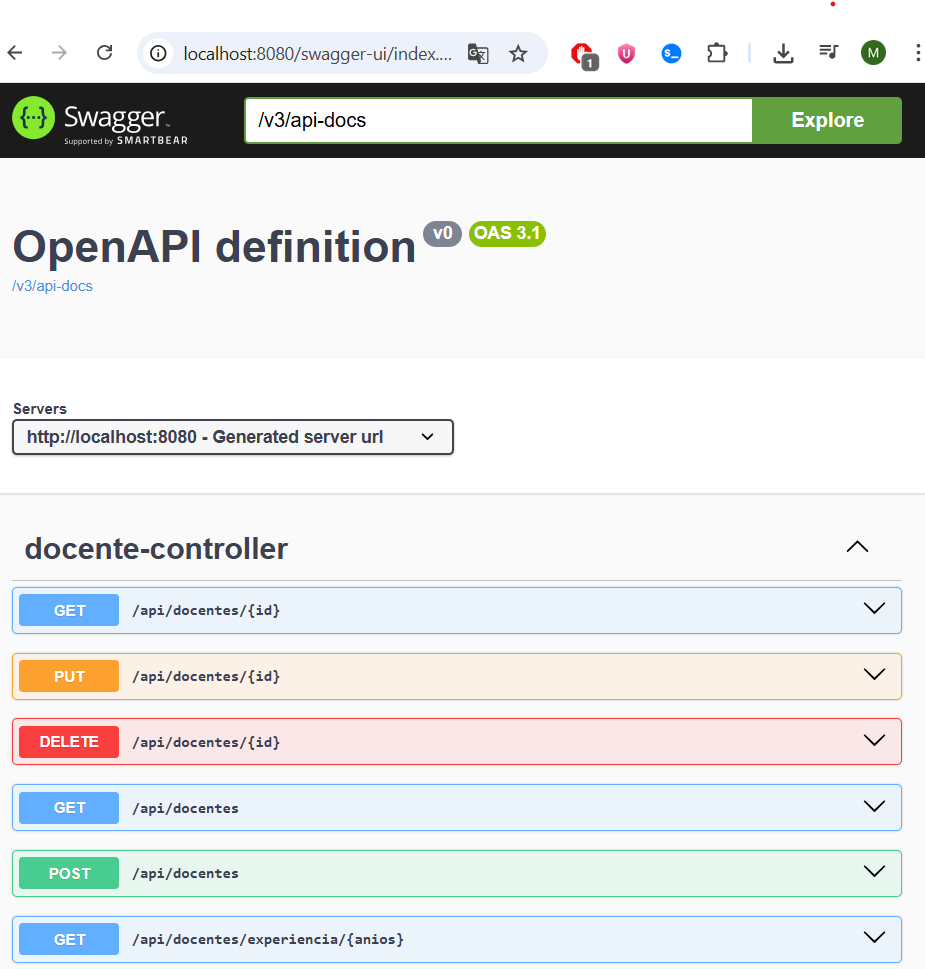 localhost:8080/swagger-ui/index....
1
M
{··} Swagger™
Supported by SMARTBEAR
/v3/api-docs
Explore
OpenAPI definition v0 OAS 3.1
/v3/api-docs
Servers
http://localhost:8080 - Generated server url
docente-controller
GET /api/docentes/{id}
PUT /api/docentes/{id}
DELETE /api/docentes/{id}
GET /api/docentes
POST /api/docentes
GET /api/docentes/experiencia/{anios}